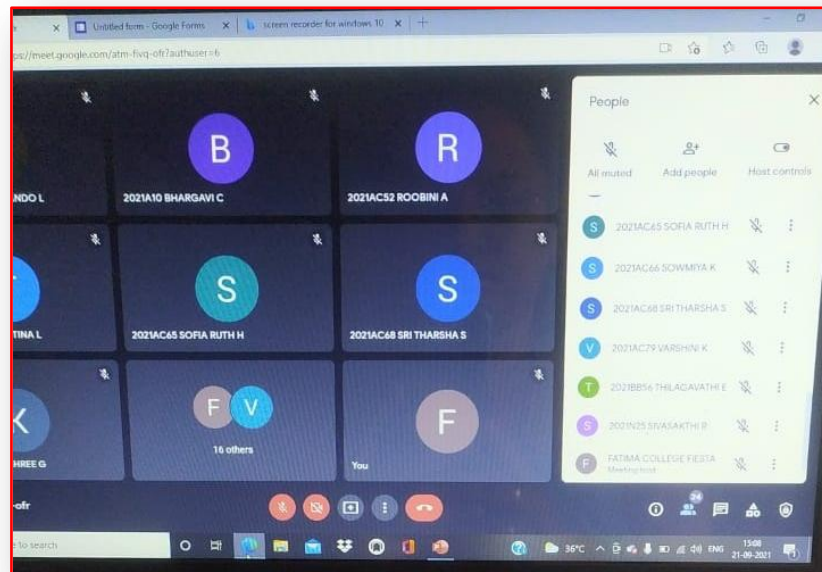 Untitled form - Google Forms
screen recorder for windows 10
ps://meet.google.com/atm-fivq-ofr?authuser=6
NDO L
B
2021A10 BHARGAVI C
R
2021AC52 ROOBINI A
TINA L
S
2021AC65 SOFIA RUTH H
S
2021AC68 SRI THARSHA S
K
HREE G
F V
16 others
F
You
-ofr
People
All muted
Add people
Host controls
S 2021AC65 SOFIA RUTH H
S 2021AC66 SOWMIYA K
S 2021AC68 SRI THARSHA S
V 2021AC79 VARSHINI K
T 2021BB56 THILAGAVATHI E
S 2021N25 SIVASAKTHI R
F FATIMA COLLEGE FIESTA
Meeting host
24
e to search
36°C
ENG
15:08
21-09-2021